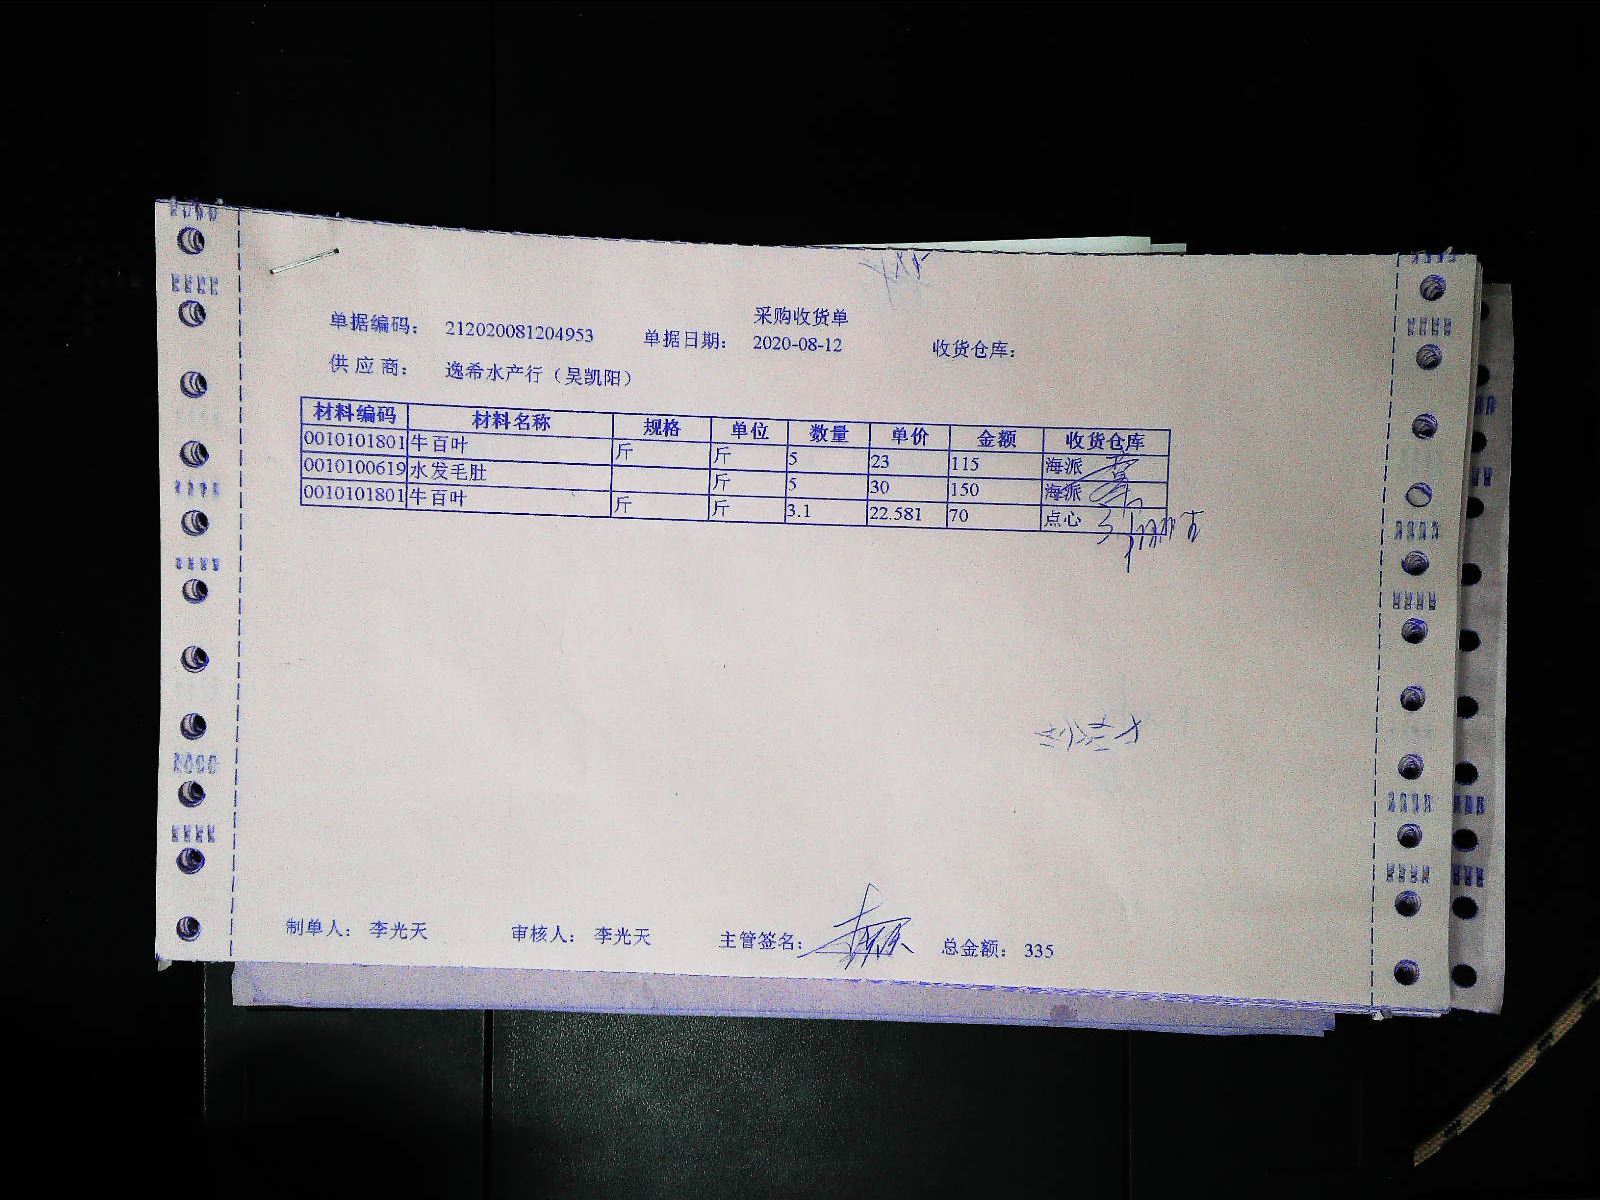 采购收货单
单据编码： 212020081204953 单据日期： 2020-08-12 收货仓库：
供 应 商： 逸希水产行（吴凯阳）
材料编码 材料名称 规格 单位 数量 单价 金额 收货仓库
0010101801 牛百叶 斤 斤 5 23 115 海派
0010100619 水发毛肚 斤 5 30 150 海派
0010101801 牛百叶 斤 斤 3.1 22.581 70 点心
制单人： 李光天 审核人： 李光天 主管签名： 总金额： 335